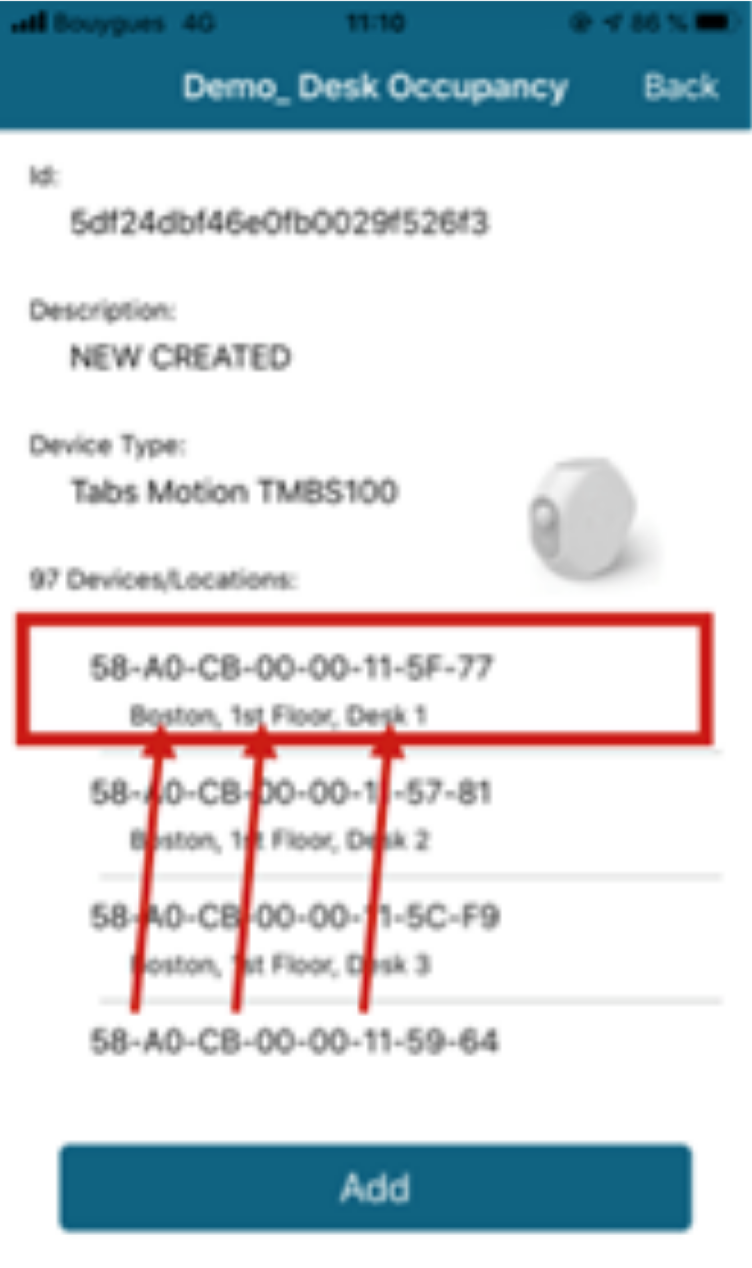 Bouygues 4G 11:10 86 %
Demo_ Desk Occupancy Back
Id:
5df24dbf46e0fb0029f526f3
Description:
NEW CREATED
Device Type:
Tabs Motion TMBS100
97 Devices/Locations:
58-A0-CB-00-00-11-5F-77
Boston, 1st Floor, Desk 1
58-A0-CB-00-00-11-57-81
Boston, 1st Floor, Desk 2
58-A0-CB-00-00-11-5C-F9
Boston, 1st Floor, Desk 3
58-A0-CB-00-00-11-59-64
Add